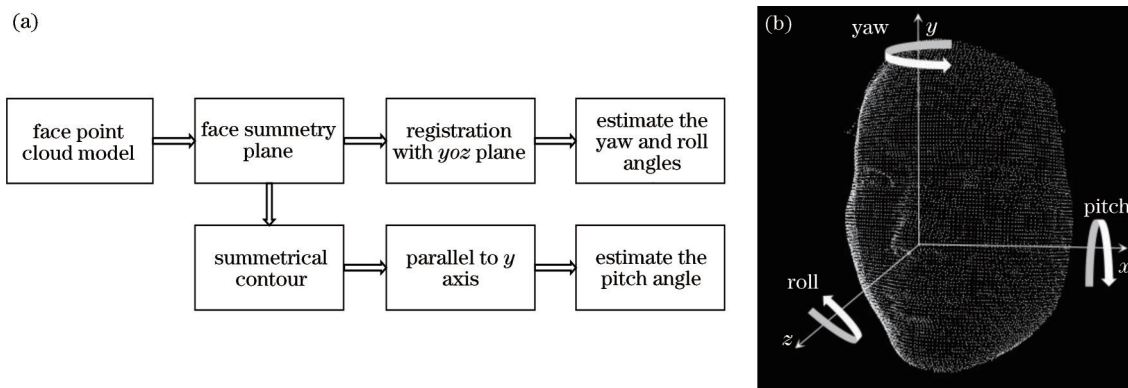 (a)
face point
cloud model
face summetry
plane
registration
with yoz plane
estimate the
yaw and roll
angles
summetrical
contour
parallel to y
axis
estimate the
pitch angle
(b)
yaw
y
pitch
x
roll
z